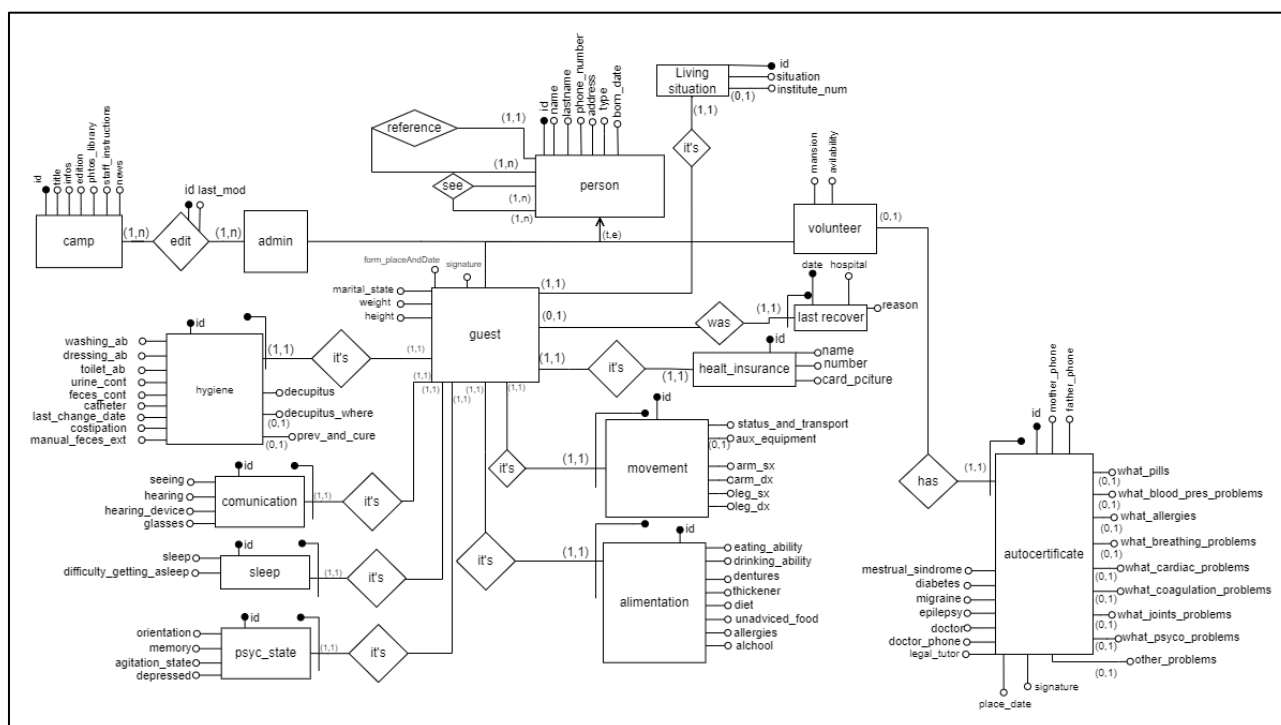 id
name
lastname
phone_number
address
type
born_date
reference
(1,1)
(1,n)
see
(1,n)
(1,n)
person
Living
situation
id
situation
institute_num
(0,1)
(1,1)
it's
id
title
infos
edition
phtos_library
staff_instructions
news
camp
(1,n)
id
last_mod
edit
(1,n)
admin
(t,e)
mansion
avilability
volunteer
(0,1)
form_placeAndDate
signature
marital_state
weight
height
guest
(1,1)
(0,1)
was
(1,1)
date
hospital
reason
last recover
(1,1)
it's
(1,1)
id
healt_insurance
name
number
card_pciture
id
washing_ab
dressing_ab
toilet_ab
urine_cont
feces_cont
catheter
last_change_date
costipation
manual_feces_ext
hygiene
decupitus
decupitus_where
(0,1)
prev_and_cure
(0,1)
(1,1)
it's
(1,1)
(1,1)
(1,1)
(1,1)
(1,1)
(1,1)
id
seeing
hearing
hearing_device
glasses
comunication
(1,1)
it's
id
sleep
difficulty_getting_asleep
sleep
(1,1)
it's
id
orientation
memory
agitation_state
depressed
psyc_state
(1,1)
it's
it's
(1,1)
id
movement
status_and_transport
(0,1)
aux_equipment
arm_sx
arm_dx
leg_sx
leg_dx
it's
(1,1)
id
alimentation
eating_ability
drinking_ability
dentures
thickener
diet
unadviced_food
allergies
alchool
has
(1,1)
id
mother_phone
father_phone
autocertificate
what_pills
(0,1)
what_blood_pres_problems
(0,1)
what_allergies
(0,1)
what_breathing_problems
(0,1)
what_cardiac_problems
(0,1)
what_coagulation_problems
(0,1)
what_joints_problems
(0,1)
what_psyco_problems
(0,1)
other_problems
(0,1)
mestrual_sindrome
diabetes
migraine
epilepsy
doctor
doctor_phone
legal_tutor
place_date
signature